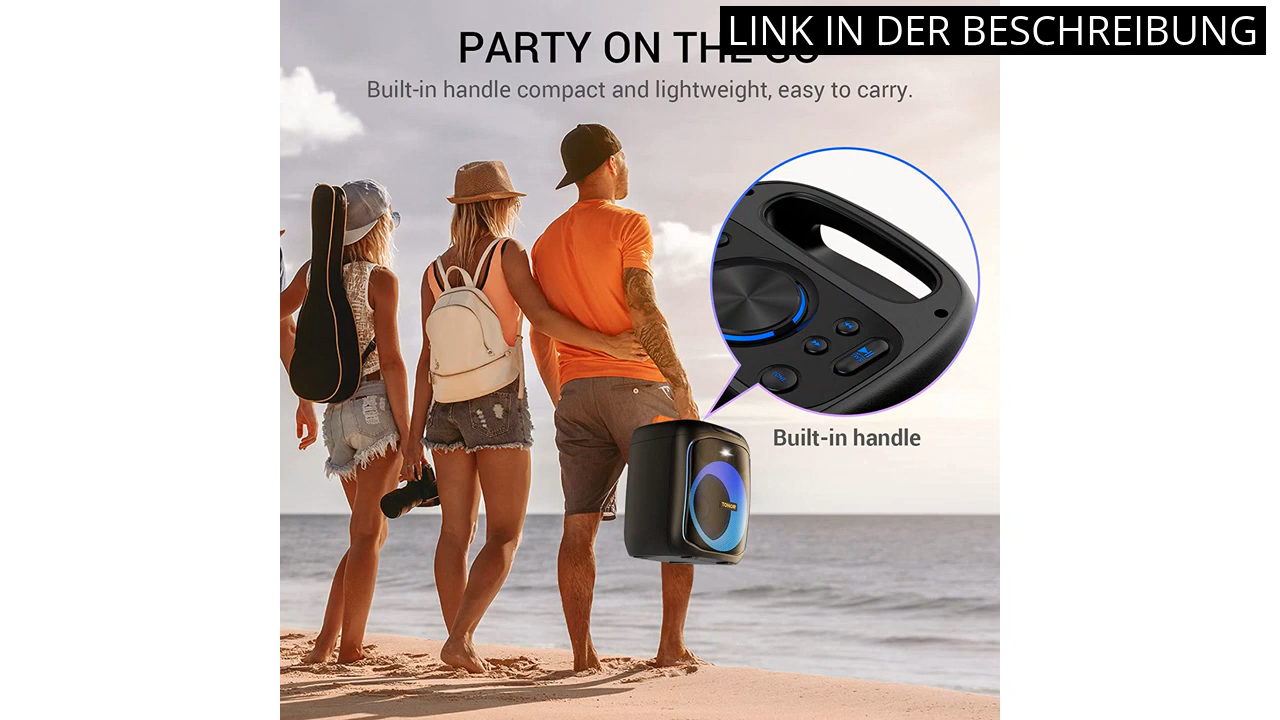 LINK IN DER BESCHREIBUNG
PARTY ON THE GO
Built-in handle compact and lightweight, easy to carry.
Built-in handle
TONOR